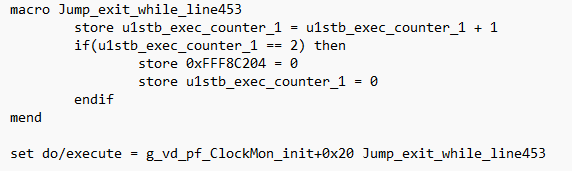 macro Jump_exit_while_line453
store u1stb_exec_counter_1 = u1stb_exec_counter_1 + 1
if(u1stb_exec_counter_1 == 2) then
store 0xFFF8C204 = 0
store u1stb_exec_counter_1 = 0
endif
mend
set do/execute = g_vd_pf_ClockMon_init+0x20 Jump_exit_while_line453